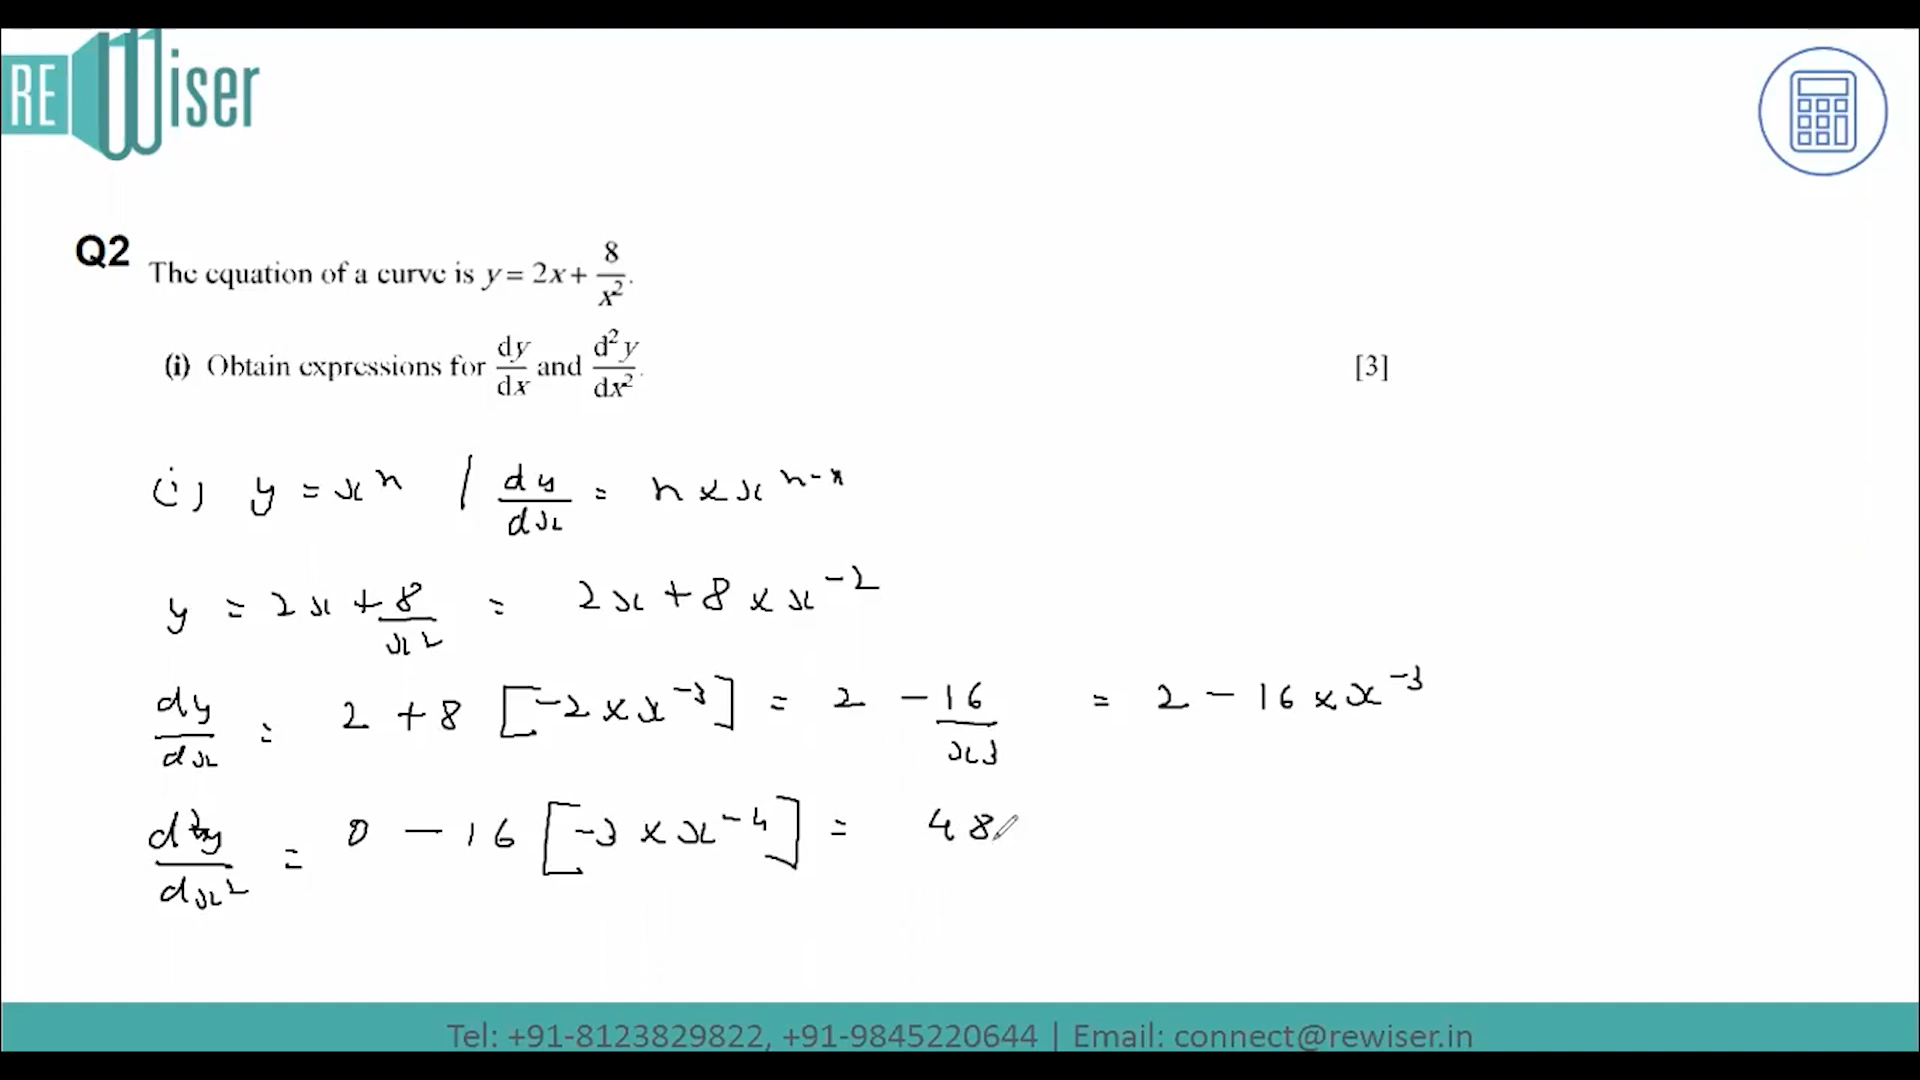 REWiser
Q2 The equation of a curve is y = 2x + 8/x².
(i) Obtain expressions for dy/dx and d²y/dx². [3]
(i) y = xⁿ / dy/dx = n × x
y = 2x + 8/x² = 2x + 8 × x⁻²
dy/dx = 2 + 8 [-2 × x⁻³] = 2 - 16/x³ = 2 - 16 × x⁻³
d²y/dx² = 0 - 16 [-3 × x⁻⁴] = 48
Tel: +91-8123829822, +91-9845220644 | Email: connect@rewiser.in